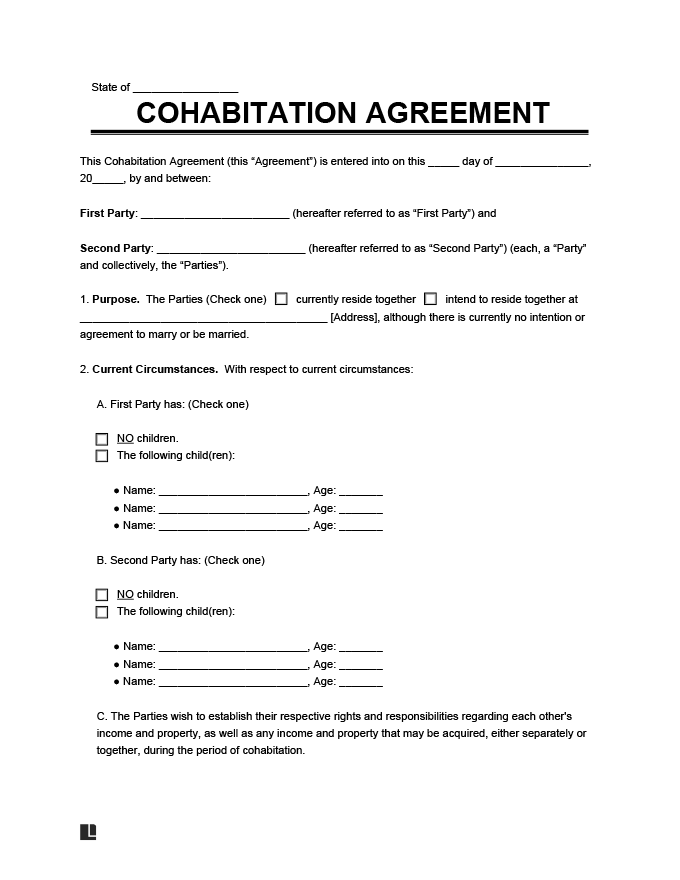 State of _________________
COHABITATION AGREEMENT
This Cohabitation Agreement (this “Agreement”) is entered into on this _____ day of _______________,
20_____, by and between:
First Party: ________________________ (hereafter referred to as “First Party”) and
Second Party: ________________________ (hereafter referred to as “Second Party”) (each, a “Party”
and collectively, the “Parties”).
1. Purpose. The Parties (Check one) ☐ currently reside together ☐ intend to reside together at
________________________________________ [Address], although there is currently no intention or
agreement to marry or be married.
2. Current Circumstances. With respect to current circumstances:
A. First Party has: (Check one)
☐ NO children.
☐ The following child(ren):
● Name: ________________________, Age: _______
● Name: ________________________, Age: _______
● Name: ________________________, Age: _______
B. Second Party has: (Check one)
☐ NO children.
☐ The following child(ren):
● Name: ________________________, Age: _______
● Name: ________________________, Age: _______
● Name: ________________________, Age: _______
C. The Parties wish to establish their respective rights and responsibilities regarding each other's
income and property, as well as any income and property that may be acquired, either separately or
together, during the period of cohabitation.